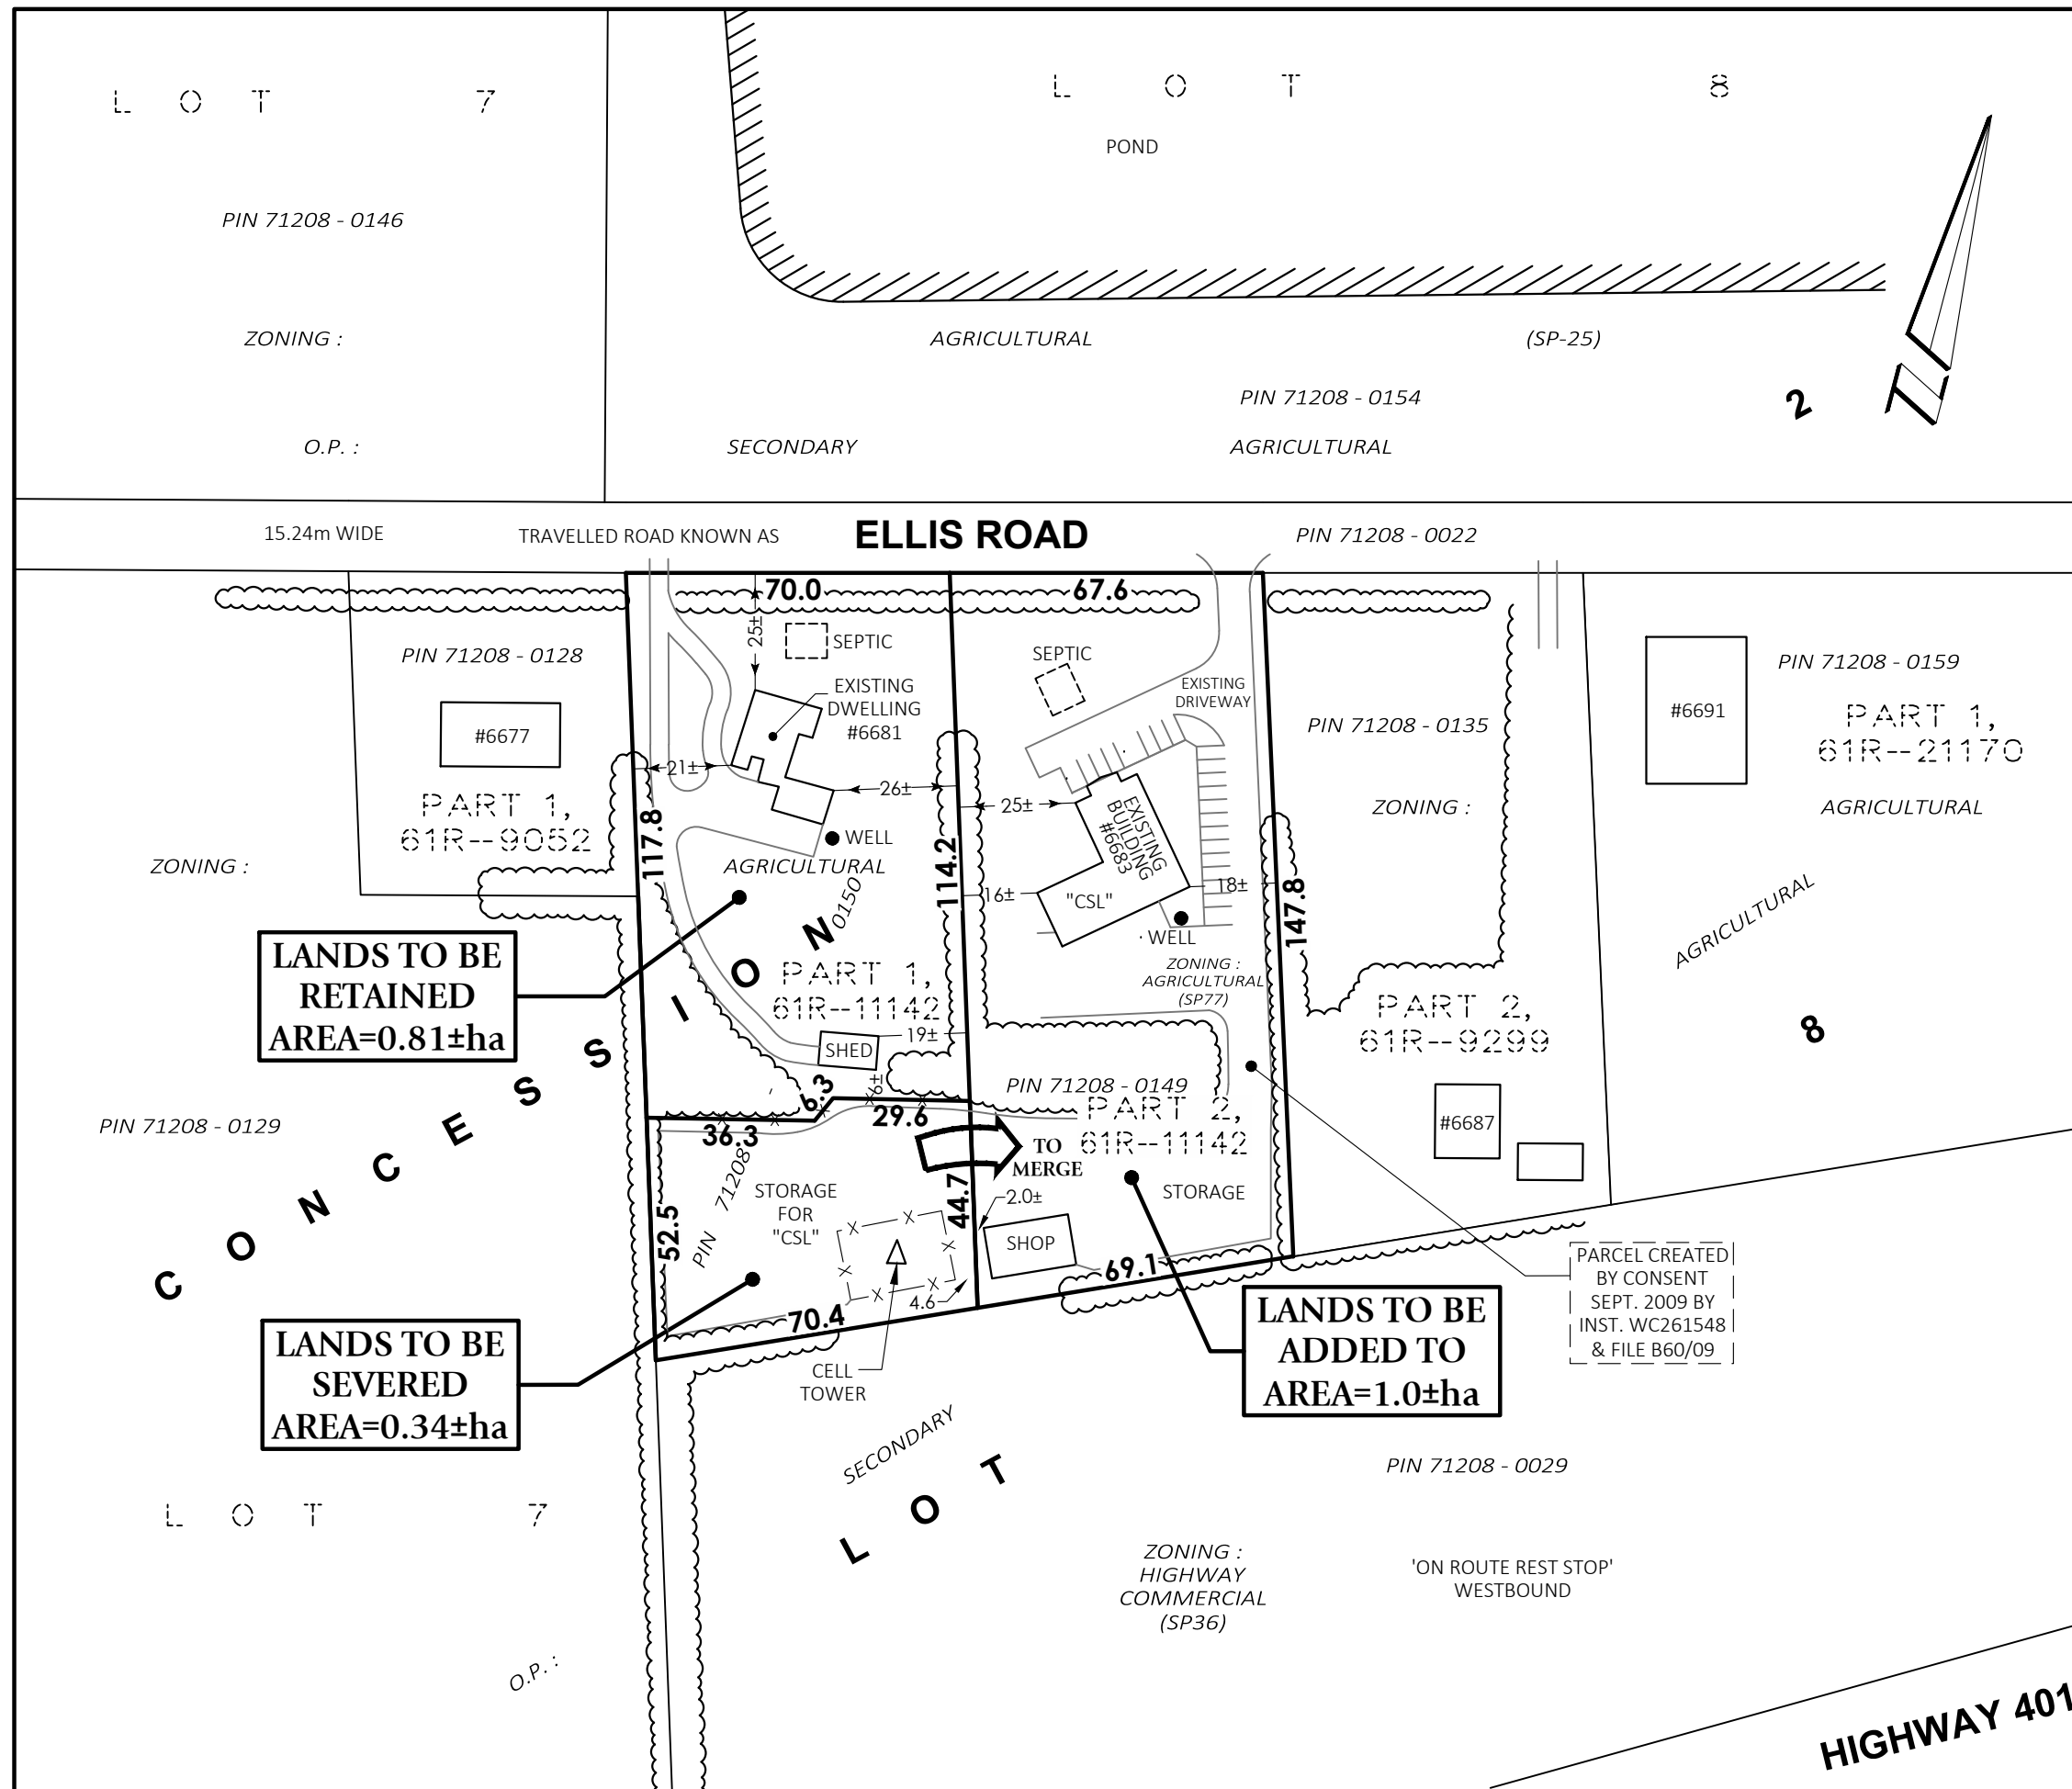 L O T 7
L O T 8
POND
PIN 71208 - 0146
ZONING :
AGRICULTURAL
(SP-25)
PIN 71208 - 0154
2
O.P. :
SECONDARY
AGRICULTURAL
15.24m WIDE
TRAVELLED ROAD KNOWN AS
ELLIS ROAD
PIN 71208 - 0022
70.0
67.6
25±
SEPTIC
SEPTIC
PIN 71208 - 0128
#6677
PART 1,
61R--9052
ZONING :
EXISTING
DWELLING
#6681
21±
26±
WELL
117.8
114.2
AGRICULTURAL
EXISTING
DRIVEWAY
25±
EXISTING
BUILDING
#6683
16±
"CSL"
18±
WELL
147.8
ZONING :
AGRICULTURAL
(SP77)
PIN 71208 - 0135
ZONING :
#6691
PIN 71208 - 0159
PART 1,
61R--21170
AGRICULTURAL
AGRICULTURAL
8
PART 2,
61R--9299
#6687
LANDS TO BE
RETAINED
AREA=0.81±ha
PART 1,
61R--11142
SHED
19±
6±
6.3
36.3
29.6
PIN 71208 - 0149
PART 2,
61R--11142
TO
MERGE
PIN 71208 - 0129
C O N C E S S I O N
PIN 71208 0150
STORAGE
FOR
"CSL"
52.5
44.7
2.0±
STORAGE
SHOP
69.1
4.6
70.4
CELL
TOWER
PARCEL CREATED
BY CONSENT
SEPT. 2009 BY
INST. WC261548
& FILE B60/09
LANDS TO BE
SEVERED
AREA=0.34±ha
LANDS TO BE
ADDED TO
AREA=1.0±ha
SECONDARY
L O T
PIN 71208 - 0029
L O T 7
ZONING :
HIGHWAY
COMMERCIAL
(SP36)
'ON ROUTE REST STOP'
WESTBOUND
O.P. :
HIGHWAY 401